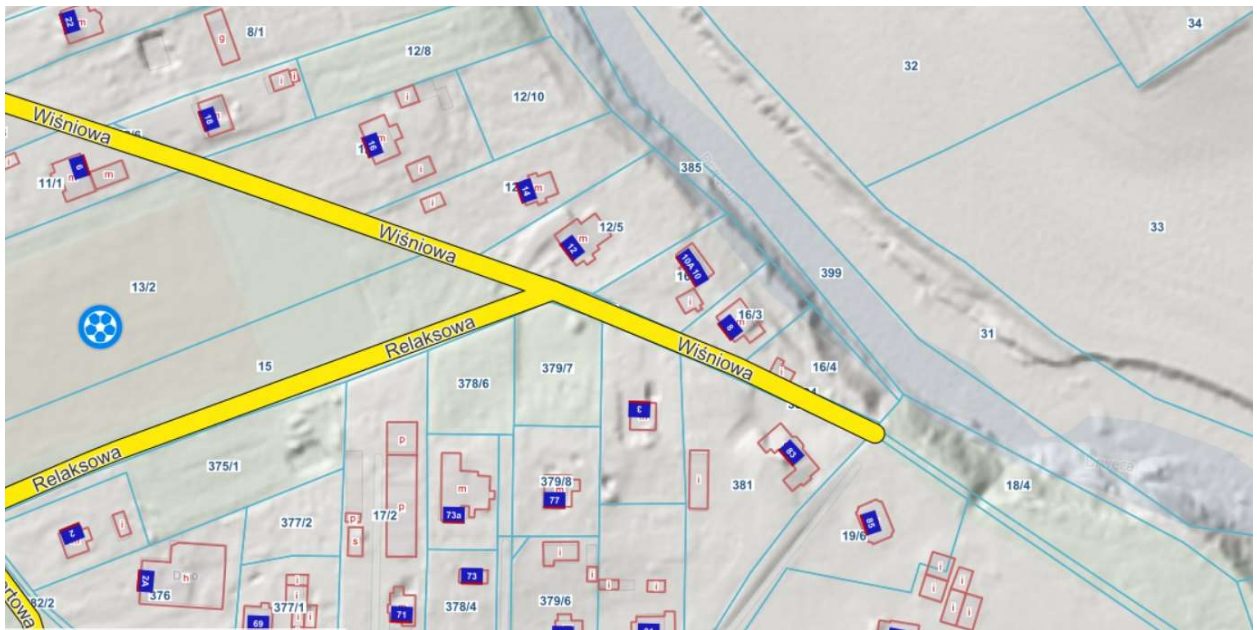 22
m
g
8/1
34
12/8
32
i
12/10
18
i
Wiśniowa
16
m
11/1
6
m
m
i
385
14
m
i
33
12/5
m
12
Wiśniowa
10A 10
399
13/2
i
16/3
8
31
Relaksowa
Wiśniowa
15
379/7
16/4
378/6
i
3
83
375/1
Relaksowa
p
m
379/8
77
i
381
18/4
2
i
377/2
17/2
p
p
73a
85
19/6
s
2A
h
376
82/2
i
i
73
i
i
i
i
i
i
i
377/1
71
378/4
379/6
69
i
i